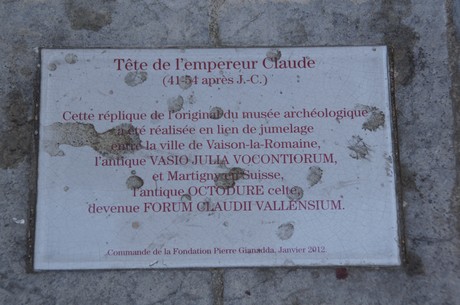 Tête de l'empereur Claude
(41-54 après J.-C.)
Cette réplique de l'original du musée archéologique
a été réalisée en lien de jumelage
entre la ville de Vaison-la-Romaine,
l'antique VASIO JULIA VOCONTIORUM,
et Martigny en Suisse,
l'antique OCTODURE celte,
devenue FORUM CLAUDII VALLENSIUM.
Commande de la Fondation Pierre Gianadda, Janvier 2012.